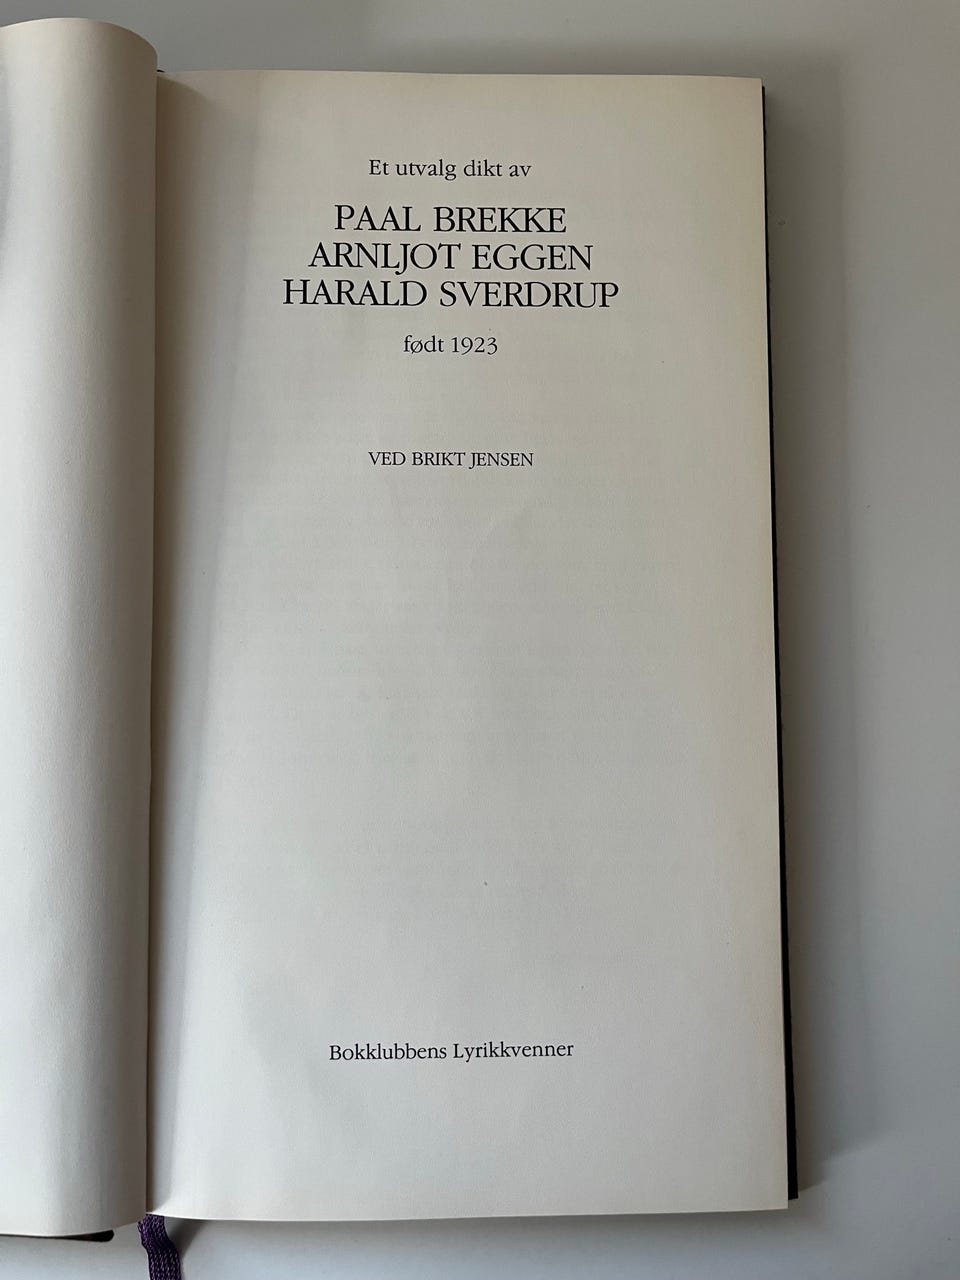 Et utvalg dikt av
PAAL BREKKE
ARNLJOT EGGEN
HARALD SVERDRUP
født 1923
VED BRIKT JENSEN
Bokklubbens Lyrikkvenner